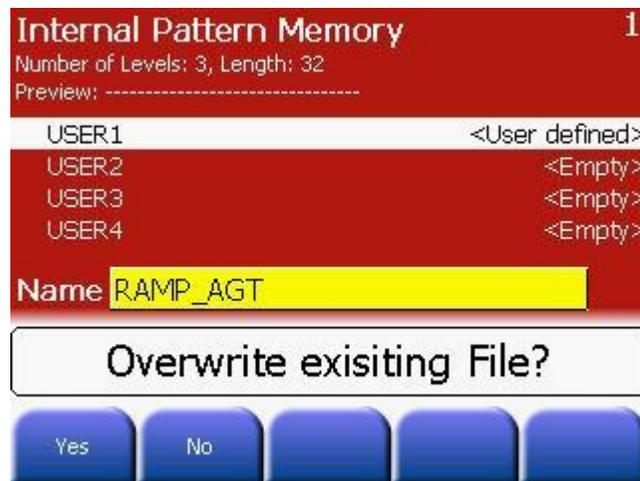 Internal Pattern Memory 1
Number of Levels: 3, Length: 32
Preview: --------------------------------
USER1 <User defined>
USER2 <Empty>
USER3 <Empty>
USER4 <Empty>
Name RAMP_AGT
Overwrite exisiting File?
Yes No